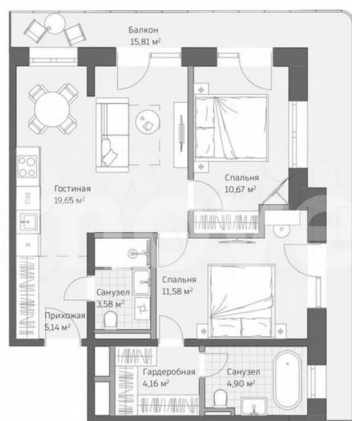 Балкон
15,81 м²
Спальня
10,67 м²
Гостиная
19,65 м²
ПМ
Х
Спальня
11,58 м²
Санузел
3,58 м²
Прихожая
5,14 м²
Гардеробная
4,16 м²
Санузел
4,90 м²